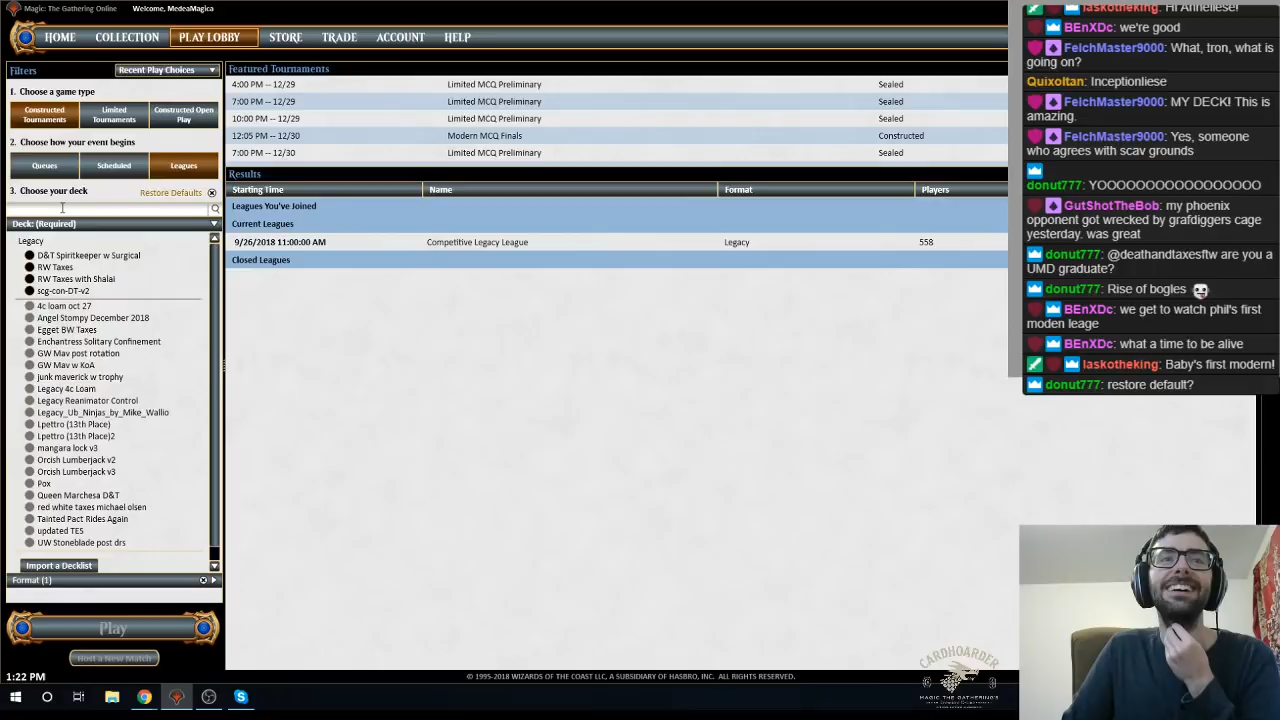 Magic: The Gathering Online
Welcome, MedeaMagica
HOME
COLLECTION
PLAY LOBBY
STORE
TRADE
ACCOUNT
HELP
Filters
Recent Play Choices
1. Choose a game type
Constructed
Tournaments
Limited
Tournaments
Constructed Open
Play
2. Choose how your event begins
Queues
Scheduled
Leagues
3. Choose your deck
Restore Defaults
Deck: (Required)
Legacy
D&T Spiritkeeper w Surgical
RW Taxes
RW Taxes with Shalai
scg-con-DT-v2
4c loam oct 27
Angel Stompy December 2018
Egget BW Taxes
Enchantress Solitary Confinement
GW Mav post rotation
GW Mav w KoA
junk maverick w trophy
Legacy 4c Loam
Legacy Reanimator Control
Legacy_Ub_Ninjas_by_Mike_Wallio
Lpettro (13th Place)
Lpettro (13th Place)2
mangara lock v3
Orcish Lumberjack v2
Orcish Lumberjack v3
Pox
Queen Marchesa D&T
red white taxes michael olsen
Tainted Pact Rides Again
updated TES
UW Stoneblade post drs
Import a Decklist
Format (1)
Play
Host a New Match
1:22 PM
Featured Tournaments
4:00 PM -- 12/29 Limited MCQ Preliminary Sealed
7:00 PM -- 12/29 Limited MCQ Preliminary Sealed
10:00 PM -- 12/29 Limited MCQ Preliminary Sealed
12:05 PM -- 12/30 Modern MCQ Finals Constructed
7:00 PM -- 12/30 Limited MCQ Preliminary Sealed
Results
Starting Time Name Format Players
Leagues You've Joined
Current Leagues
9/26/2018 11:00:00 AM Competitive Legacy League Legacy 558
Closed Leagues
© 1995-2018 WIZARDS OF THE COAST LLC, A SUBSIDIARY OF HASBRO, INC. ALL RIGHTS RESERVED.
laskotheking: Hi Anneliese!
BEnXDc: we're good
FelchMaster9000: What, tron, what is
going on?
Quixoltan: Inceptionliese
FelchMaster9000: MY DECK! This is
amazing.
FelchMaster9000: Yes, someone
who agrees with scav grounds
donut777: YOOOOOOOOOOOOOOOOO
GutShotTheBob: my phoenix
opponent got wrecked by grafdiggers cage
yesterday. was great
donut777: @deathandtaxesftw are you a
UMD graduate?
donut777: Rise of bogles
BEnXDc: we get to watch phil's first
moden leage
BEnXDc: what a time to be alive
laskotheking: Baby's first modern!
donut777: restore default?
CARDHOARDER